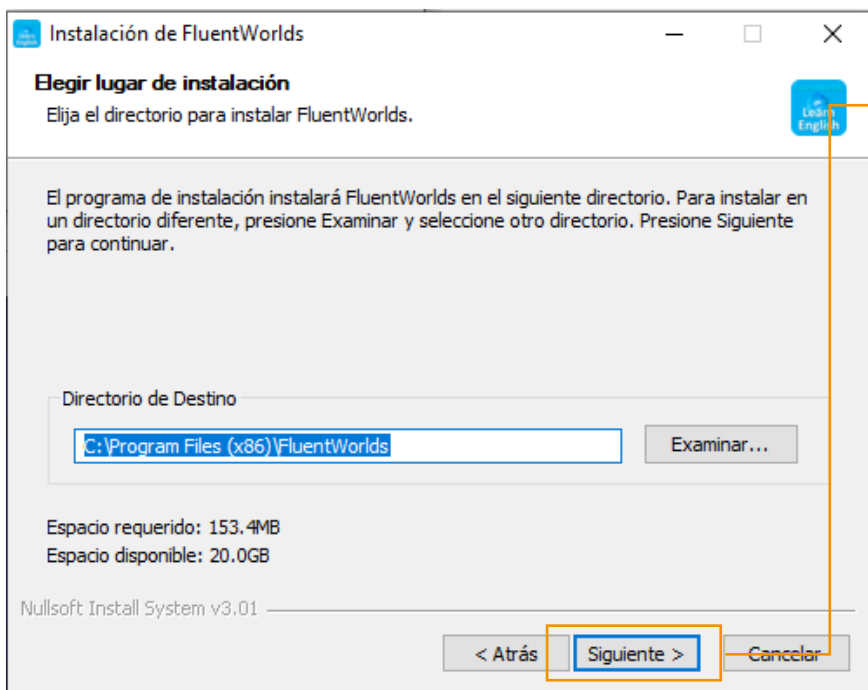 Instalación de FluentWorlds
Elegir lugar de instalación
Elija el directorio para instalar FluentWorlds.
Learn
English
El programa de instalación instalará FluentWorlds en el siguiente directorio. Para instalar en
un directorio diferente, presione Examinar y seleccione otro directorio. Presione Siguiente
para continuar.
Directorio de Destino
C:\Program Files (x86)\FluentWorlds
Examinar...
Espacio requerido: 153.4MB
Espacio disponible: 20.0GB
Nullsoft Install System v3.01
< Atrás
Siguiente >
Cancelar